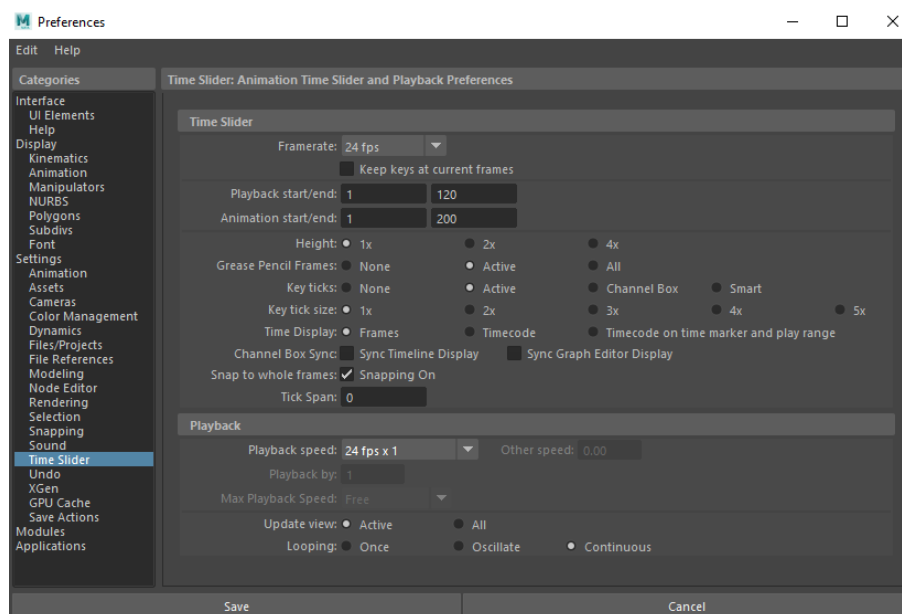 Preferences
Edit Help
Categories
Interface
UI Elements
Help
Display
Kinematics
Animation
Manipulators
NURBS
Polygons
Subdivs
Font
Settings
Animation
Assets
Cameras
Color Management
Dynamics
Files/Projects
File References
Modeling
Node Editor
Rendering
Selection
Snapping
Sound
Time Slider
Undo
XGen
GPU Cache
Save Actions
Modules
Applications
Time Slider: Animation Time Slider and Playback Preferences
Time Slider
Framerate: 24 fps
Keep keys at current frames
Playback start/end: 1 120
Animation start/end: 1 200
Height: 1x 2x 4x
Grease Pencil Frames: None Active All
Key ticks: None Active Channel Box Smart
Key tick size: 1x 2x 3x 4x 5x
Time Display: Frames Timecode Timecode on time marker and play range
Channel Box Sync: Sync Timeline Display Sync Graph Editor Display
Snap to whole frames: Snapping On
Tick Span: 0
Playback
Playback speed: 24 fps x 1 Other speed: 0.00
Playback by: 1
Max Playback Speed: Free
Update view: Active All
Looping: Once Oscillate Continuous
Save Cancel